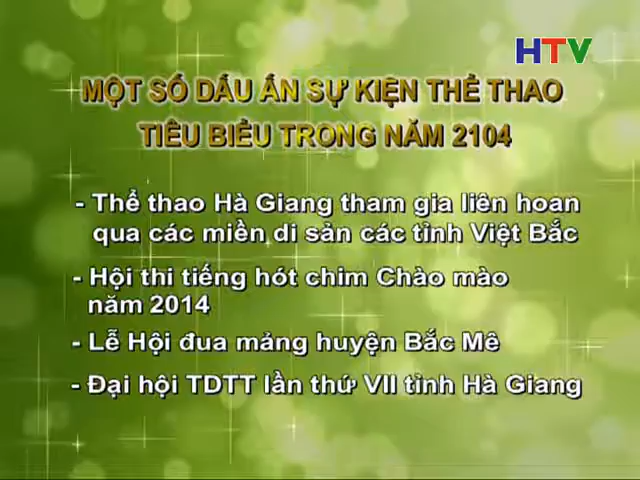 HTV
MỘT SỐ DẤU ẤN SỰ KIỆN THỂ THAO
TIÊU BIỂU TRONG NĂM 2104
- Thể thao Hà Giang tham gia liên hoan
qua các miền di sản các tỉnh Việt Bắc
- Hội thi tiếng hót chim Chào mào
năm 2014
- Lễ Hội đua mảng huyện Bắc Mê
- Đại hội TDTT lần thứ VII tỉnh Hà Giang